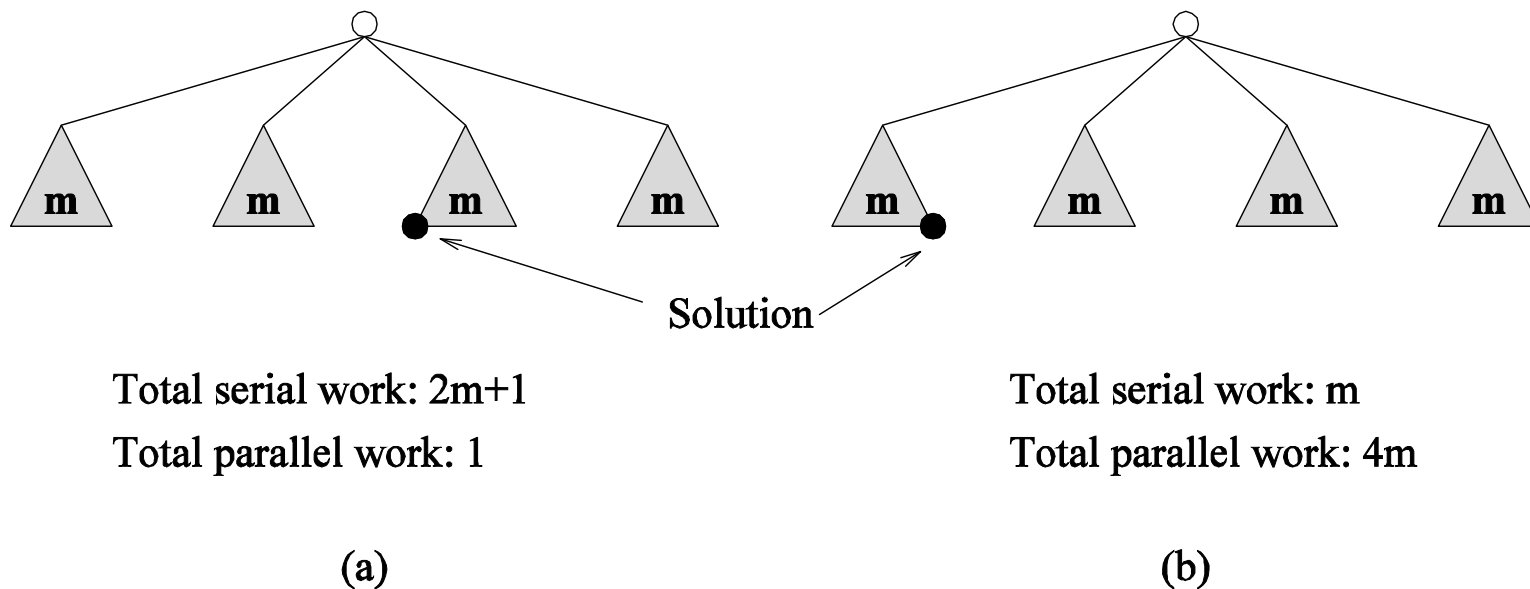 m m m m m m m m
Solution
Total serial work: 2m+1
Total parallel work: 1
Total serial work: m
Total parallel work: 4m
(a)
(b)